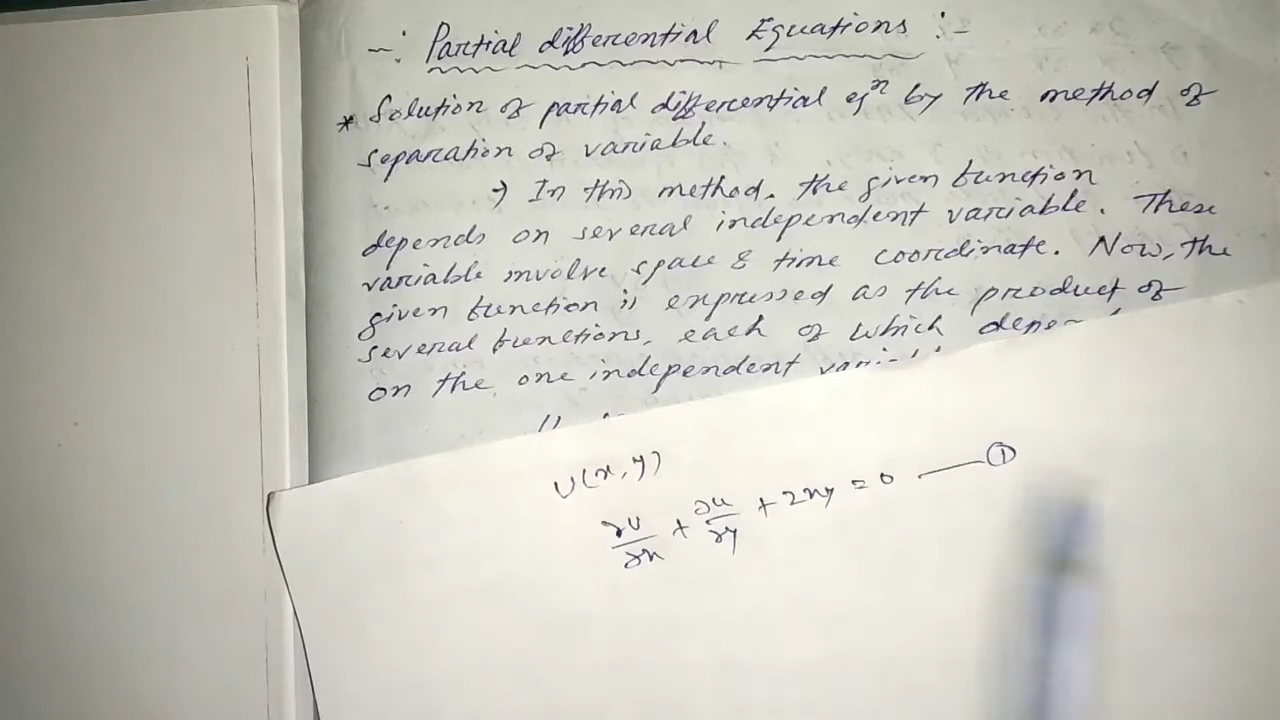 ~: Partial differential Equations :-
* Solution of partial differential eqⁿ by the method of
separation of variable.
→ In this method, the given function
depends on several independent variable. These
variable involve space & time coordinate. Now, the
given function is expressed as the product of
several functions, each of which
on the one independent
U(x,y)
∂U/∂x + ∂u/∂y + 2xy = 0 —— ①